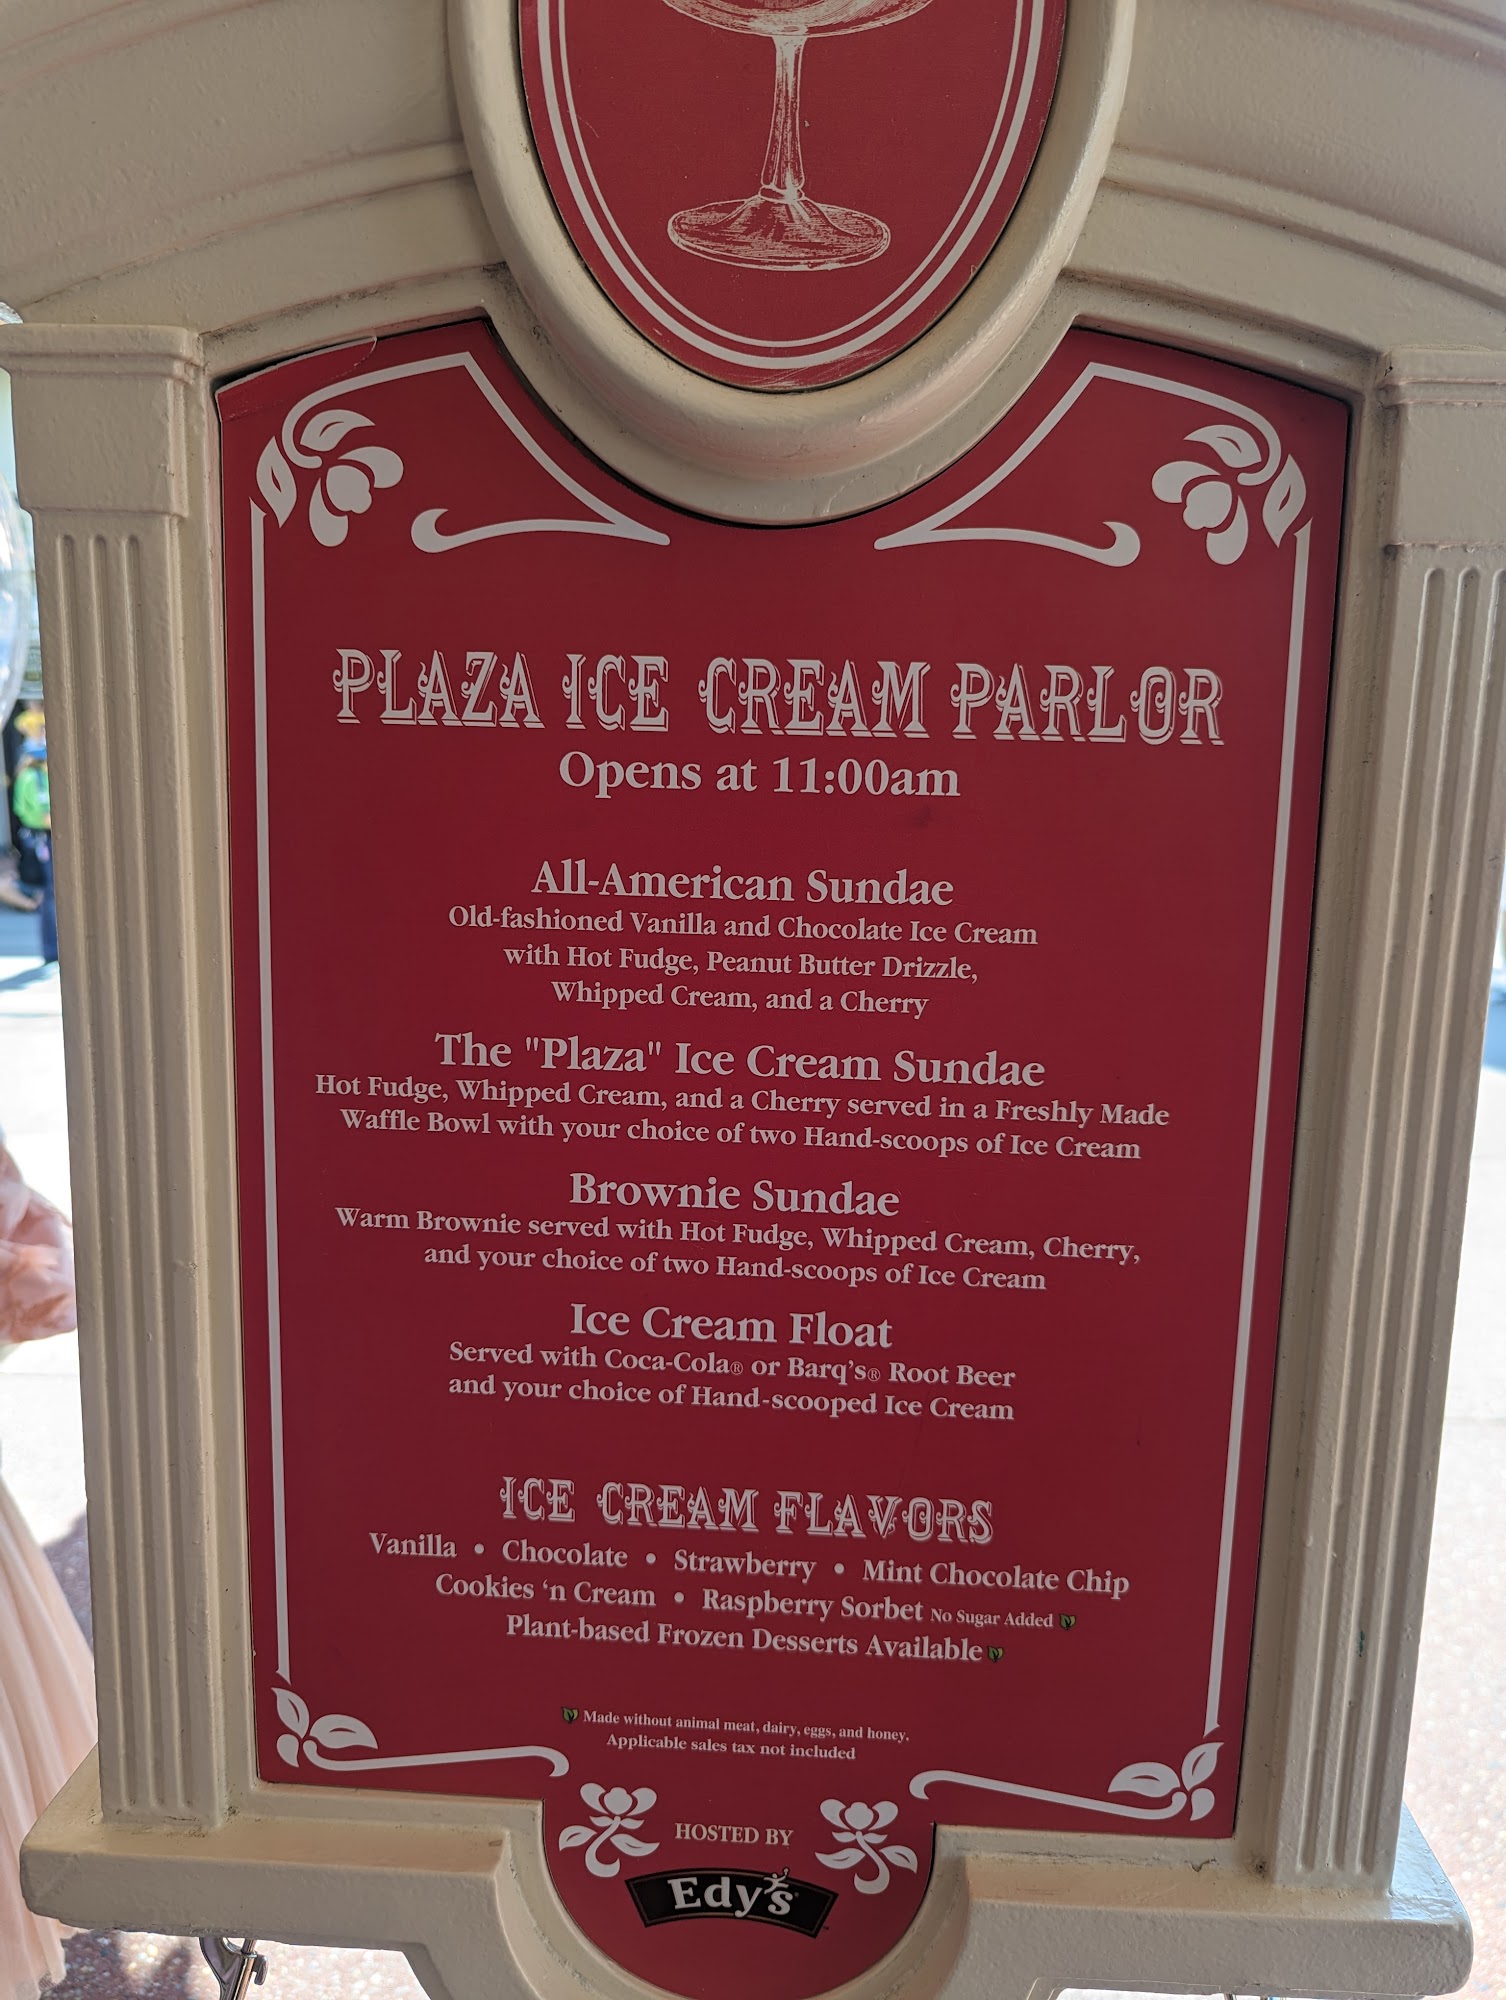 PLAZA ICE CREAM PARLOR
Opens at 11:00am
All-American Sundae
Old-fashioned Vanilla and Chocolate Ice Cream
with Hot Fudge, Peanut Butter Drizzle,
Whipped Cream, and a Cherry
The "Plaza" Ice Cream Sundae
Hot Fudge, Whipped Cream, and a Cherry served in a Freshly Made
Waffle Bowl with your choice of two Hand-scoops of Ice Cream
Brownie Sundae
Warm Brownie served with Hot Fudge, Whipped Cream, Cherry,
and your choice of two Hand-scoops of Ice Cream
Ice Cream Float
Served with Coca-Cola® or Barq's® Root Beer
and your choice of Hand-scooped Ice Cream
ICE CREAM FLAVORS
Vanilla • Chocolate • Strawberry • Mint Chocolate Chip
Cookies ‘n Cream • Raspberry Sorbet No Sugar Added
Plant-based Frozen Desserts Available
Made without animal meat, dairy, eggs, and honey.
Applicable sales tax not included
HOSTED BY
Edy's